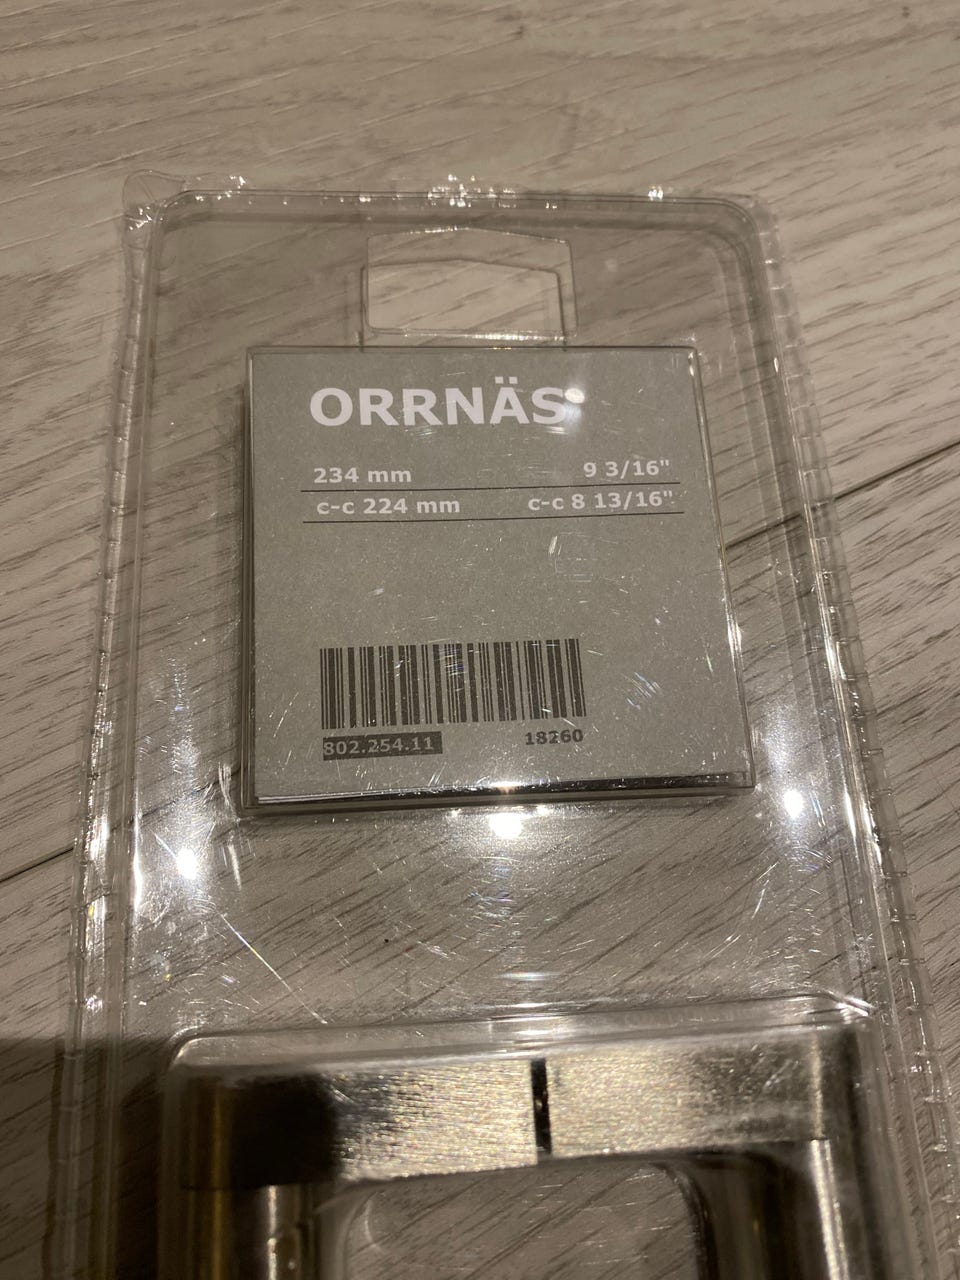 ORRNÄS
234 mm 9 3/16"
c-c 224 mm c-c 8 13/16"
802.254.11 18260